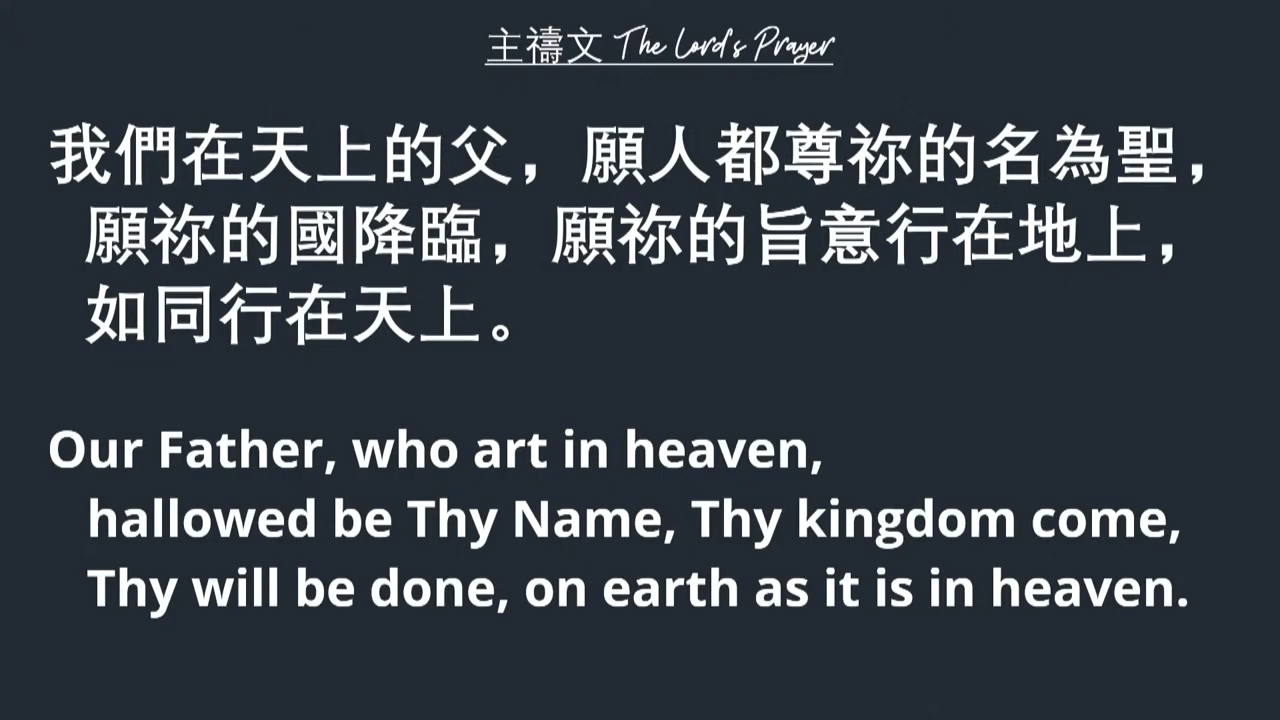 主禱文 The Lord's Prayer
我們在天上的父，願人都尊祢的名為聖，
願祢的國降臨，願祢的旨意行在地上，
如同行在天上。
Our Father, who art in heaven,
hallowed be Thy Name, Thy kingdom come,
Thy will be done, on earth as it is in heaven.